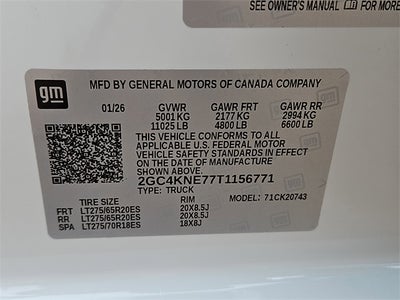 SEE OWNER'S MANUAL FOR MORE
gm
MFD BY GENERAL MOTORS OF CANADA COMPANY
01/26 GVWR GAWR FRT GAWR RR
5001 KG 2177 KG 2994 KG
11025 LB 4800 LB 6600 LB
THIS VEHICLE CONFORMS TO ALL
APPLICABLE U.S. FEDERAL MOTOR
VEHICLE SAFETY STANDARDS IN EFFECT
ON THE DATE OF MANUFACTURE
SHOWN ABOVE.
2GC4KNE77T1156771
TYPE: TRUCK MODEL: 71CK20743
TIRE SIZE RIM
FRT LT275/65R20ES 20X8.5J
RR LT275/65R20ES 20X8.5J
SPA LT275/70R18ES 18X8J